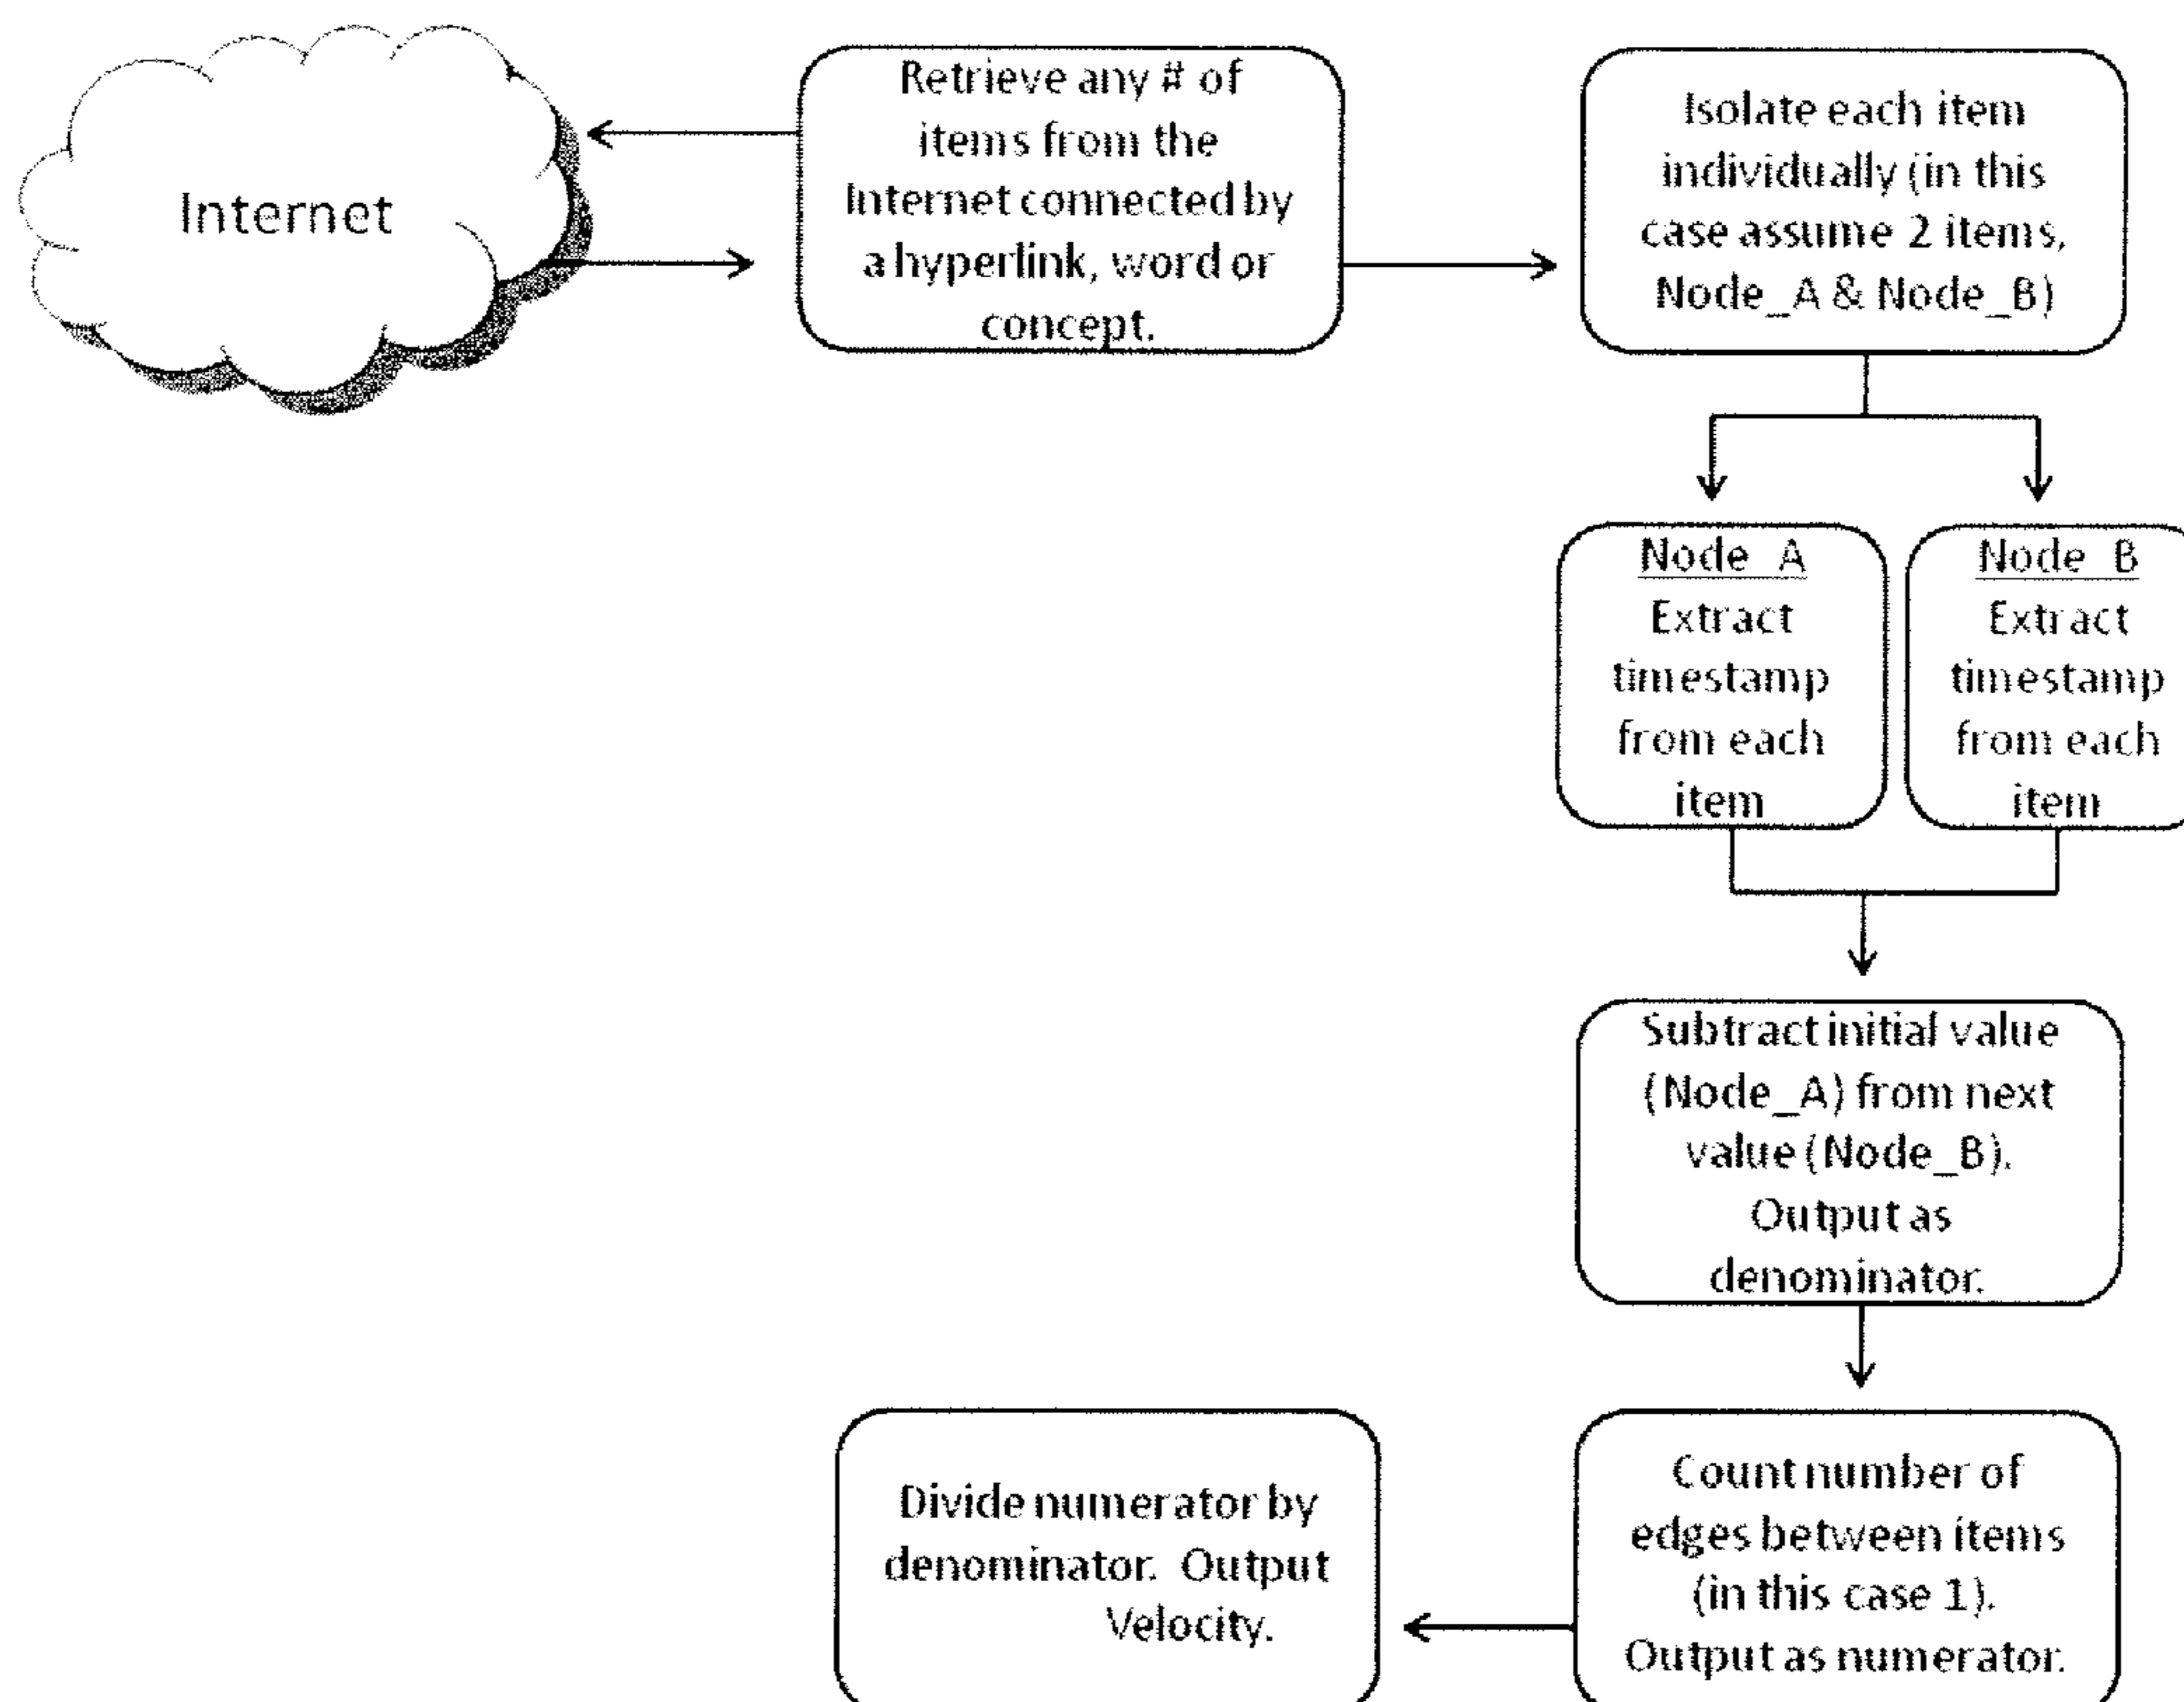 Internet
Retrieve any # of
items from the
Internet connected by
a hyperlink, word or
concept.
Isolate each item
individually (in this
case assume 2 items,
Node_A & Node_B)
Node_A
Extract
timestamp
from each
item
Node_B
Extract
timestamp
from each
item
Subtract initial value
(Node_A) from next
value (Node_B).
Output as
denominator.
Count number of
edges between items
(in this case 1).
Output as numerator.
Divide numerator by
denominator. Output
Velocity.